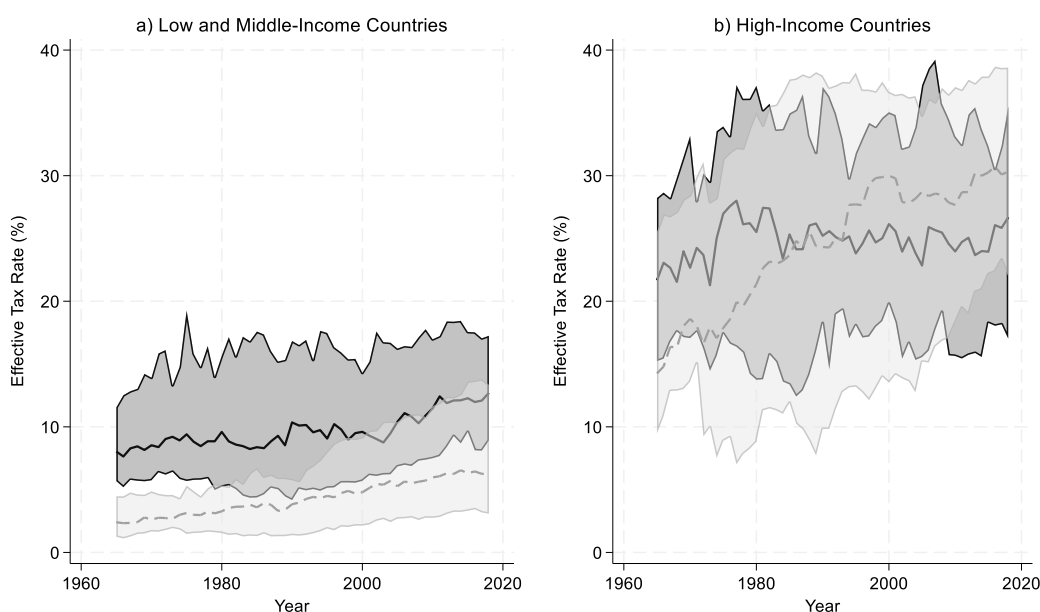 a) Low and Middle-Income Countries
40
30
20
10
0
Effective Tax Rate (%)
1960 1980 2000 2020
Year
b) High-Income Countries
40
30
20
10
0
Effective Tax Rate (%)
1960 1980 2000 2020
Year